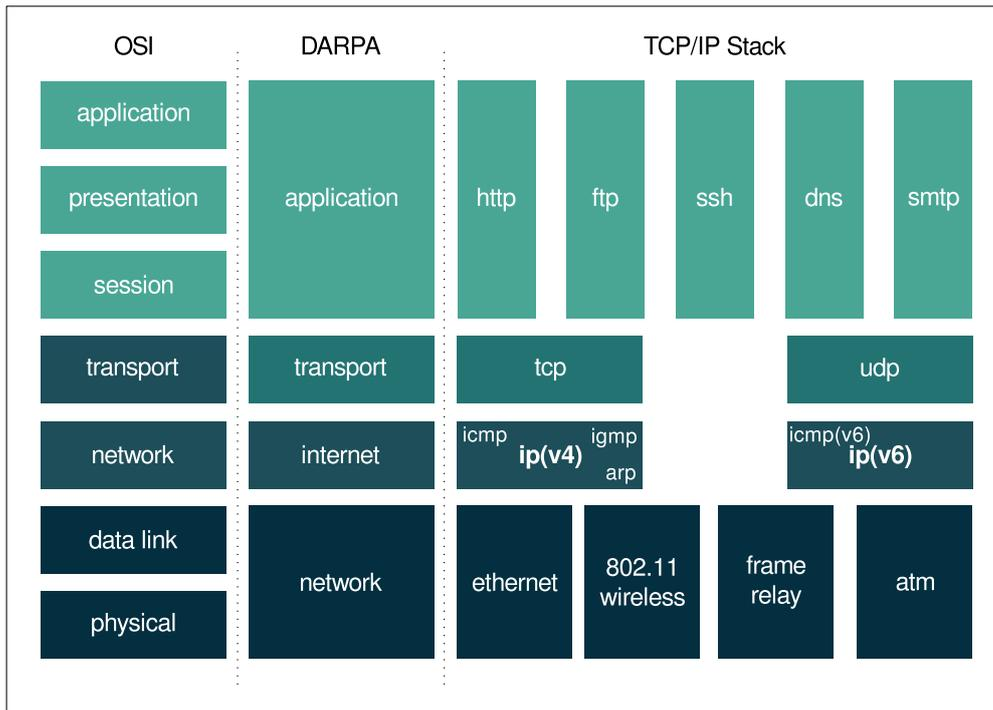 OSI
DARPA
TCP/IP Stack
application
presentation
session
application
http
ftp
ssh
dns
smtp
transport
transport
tcp
udp
network
internet
icmp
igmp
ip(v4)
arp
icmp(v6)
ip(v6)
data link
physical
network
ethernet
802.11
wireless
frame
relay
atm